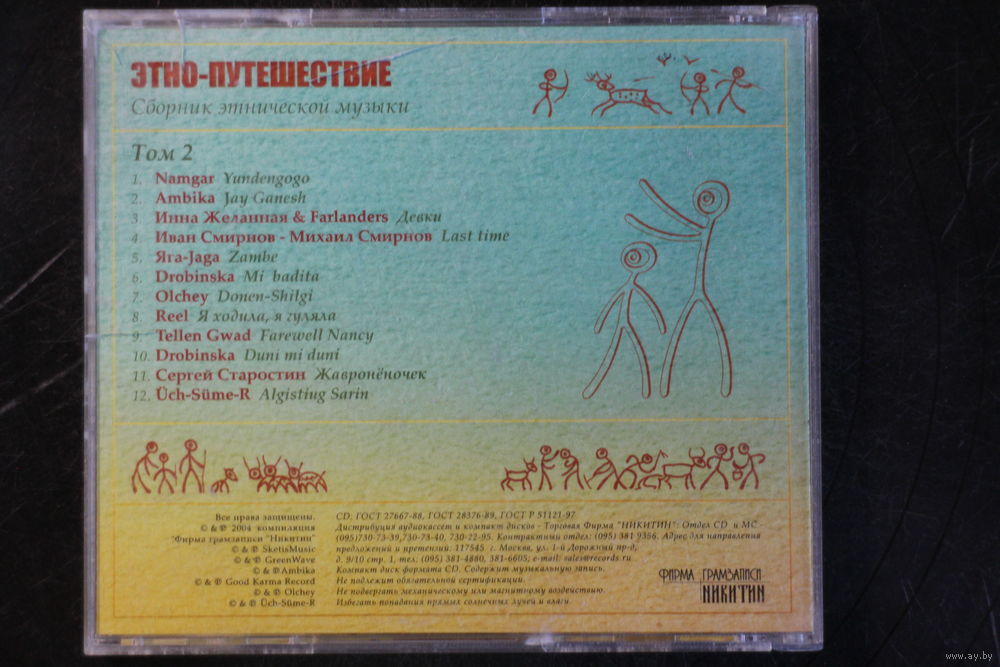 ЭТНО-ПУТЕШЕСТВИЕ
Сборник этнической музыки
Том 2
1. Namgar Yundengogo
2. Ambika Jay Ganesh
3. Инна Желанная & Farlanders Девки
4. Иван Смирнов - Михаил Смирнов Last time
5. Яга-Jaga Zambe
6. Drobinska Mi badita
7. Olchey Donen-Shilgi
8. Reel Я ходила, я гуляла
9. Tellen Gwad Farewell Nancy
10. Drobinska Duni mi duni
11. Сергей Старостин Жавронёночек
12. Üch-Süme-R Algistiug Sarin
Все права защищены.
© & ℗ 2004 компиляция
"Фирма грамзаписи "Никитин"
© & ℗ SketisMusic
© & ℗ GreenWave
© & ℗ Ambika
© & ℗ Good Karma Record
© & ℗ Olchey
© & ℗ Üch-Süme-R
CD: ГОСТ 27667-88, ГОСТ 28376-89, ГОСТ Р 51121-97
Дистрибуция аудиокассет и компакт дисков - Торговая Фирма "НИКИТИН": Отдел CD и MC -
(095)730-73-39,730-73-40, 730-22-95. Контрактный отдел: (095) 381 9356. Адрес для направления
предложений и претензий: 117545 г. Москва, ул. 1-й Дорожный пр-д,
д. 9/10 стр. 1, тел. (095) 381-4880, 381-6605; e-mail: sales@records.ru
Компакт диск формата CD. Содержит музыкальную запись.
Не подлежит обязательной сертификации.
Не подвергать механическому или магнитному воздействию.
Избегать попадания прямых солнечных лучей и влаги.
ФИРМА ГРАМЗАПИСИ
НИКИТИН
www.ay.by